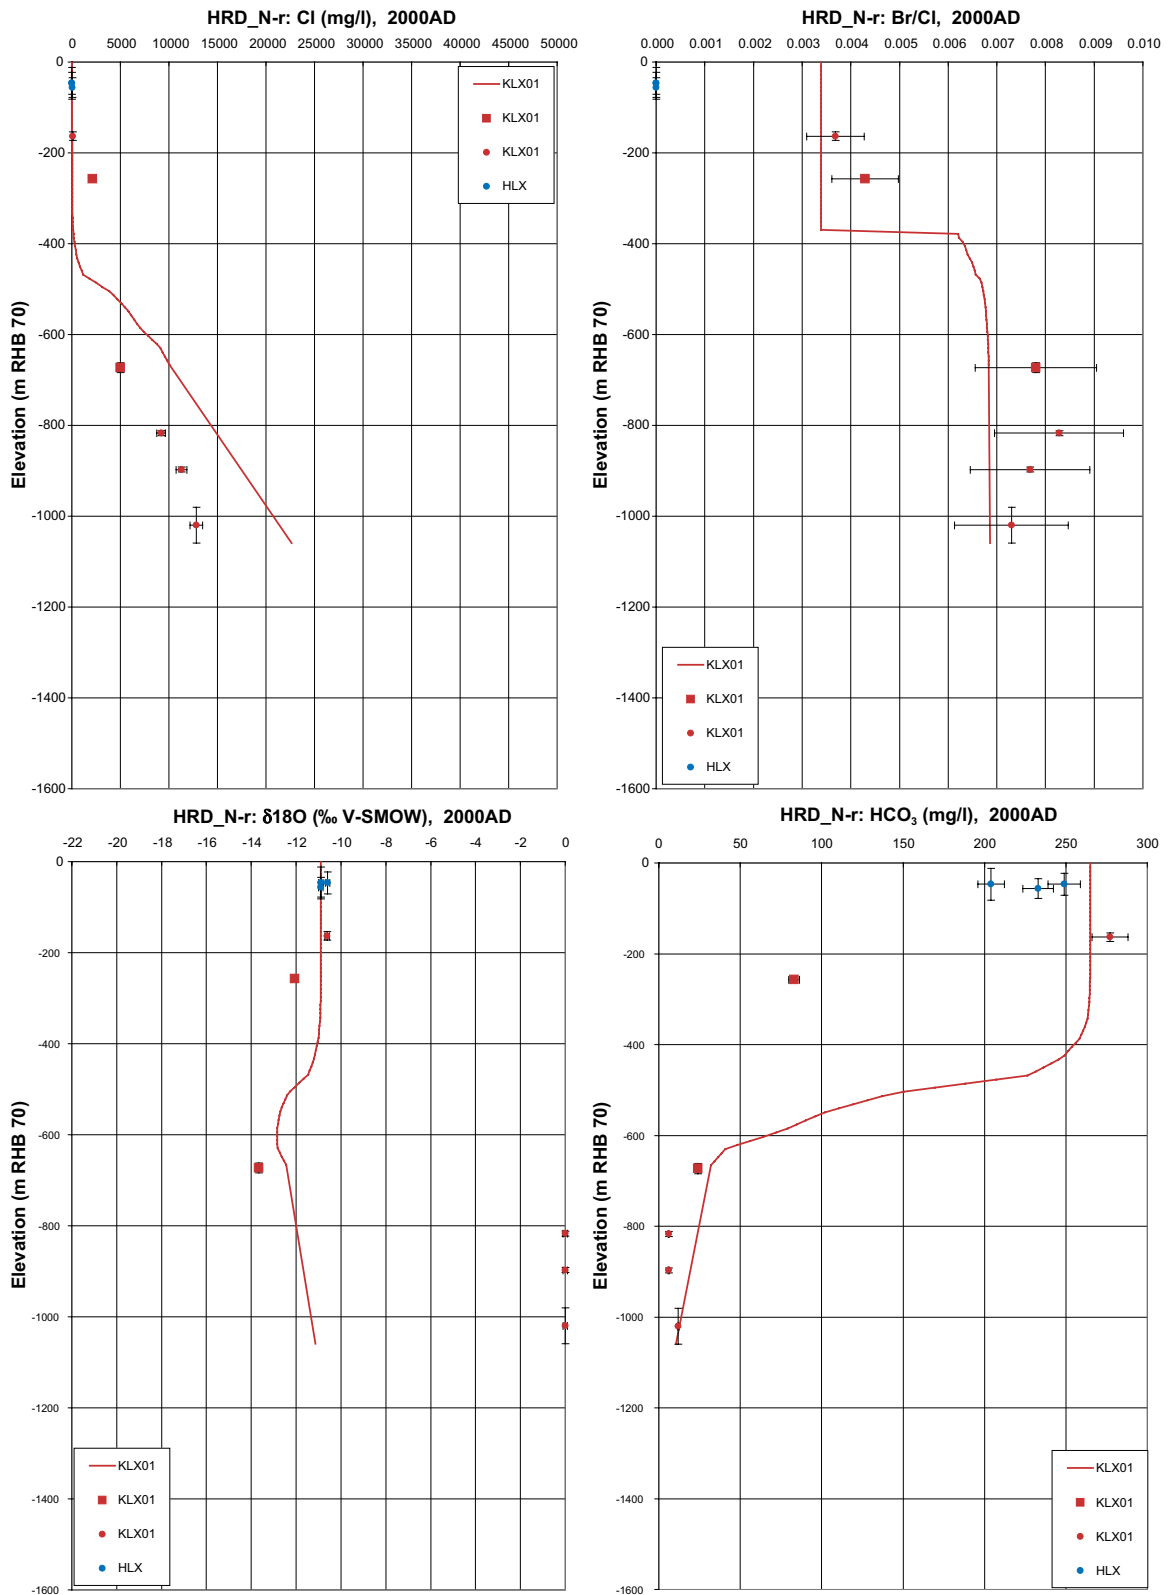 HRD_N-r: Cl (mg/l), 2000AD
0 5000 10000 15000 20000 25000 30000 35000 40000 45000 50000
0
-200
-400
-600
-800
-1000
-1200
-1400
-1600
Elevation (m RHB 70)
KLX01
KLX01
KLX01
HLX
HRD_N-r: Br/Cl, 2000AD
0.000 0.001 0.002 0.003 0.004 0.005 0.006 0.007 0.008 0.009 0.010
0
-200
-400
-600
-800
-1000
-1200
-1400
-1600
Elevation (m RHB 70)
KLX01
KLX01
KLX01
HLX
HRD_N-r: δ18O (‰ V-SMOW), 2000AD
-22 -20 -18 -16 -14 -12 -10 -8 -6 -4 -2 0
0
-200
-400
-600
-800
-1000
-1200
-1400
-1600
Elevation (m RHB 70)
KLX01
KLX01
KLX01
HLX
HRD_N-r: HCO₃ (mg/l), 2000AD
0 50 100 150 200 250 300
0
-200
-400
-600
-800
-1000
-1200
-1400
-1600
Elevation (m RHB 70)
KLX01
KLX01
KLX01
HLX